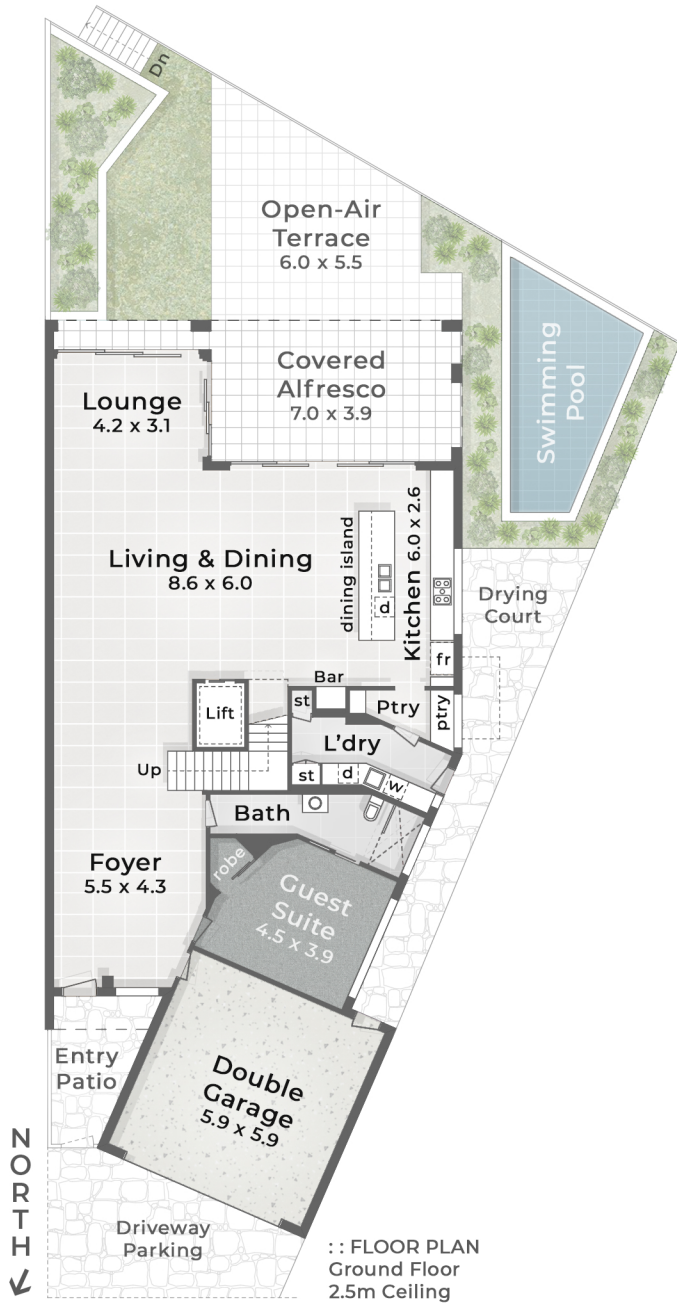 Dn
Open-Air
Terrace
6.0 x 5.5
Covered
Alfresco
7.0 x 3.9
Swimming
Pool
Lounge
4.2 x 3.1
Living & Dining
8.6 x 6.0
dining island
d
Kitchen 6.0 x 2.6
Drying
Court
fr
Bar
st
Ptry
ptry
Lift
L'dry
Up
st
d
w
Bath
Foyer
5.5 x 4.3
robe
Guest
Suite
4.5 x 3.9
Entry
Patio
Double
Garage
5.9 x 5.9
NORTH
Driveway
Parking
: : FLOOR PLAN
Ground Floor
2.5m Ceiling